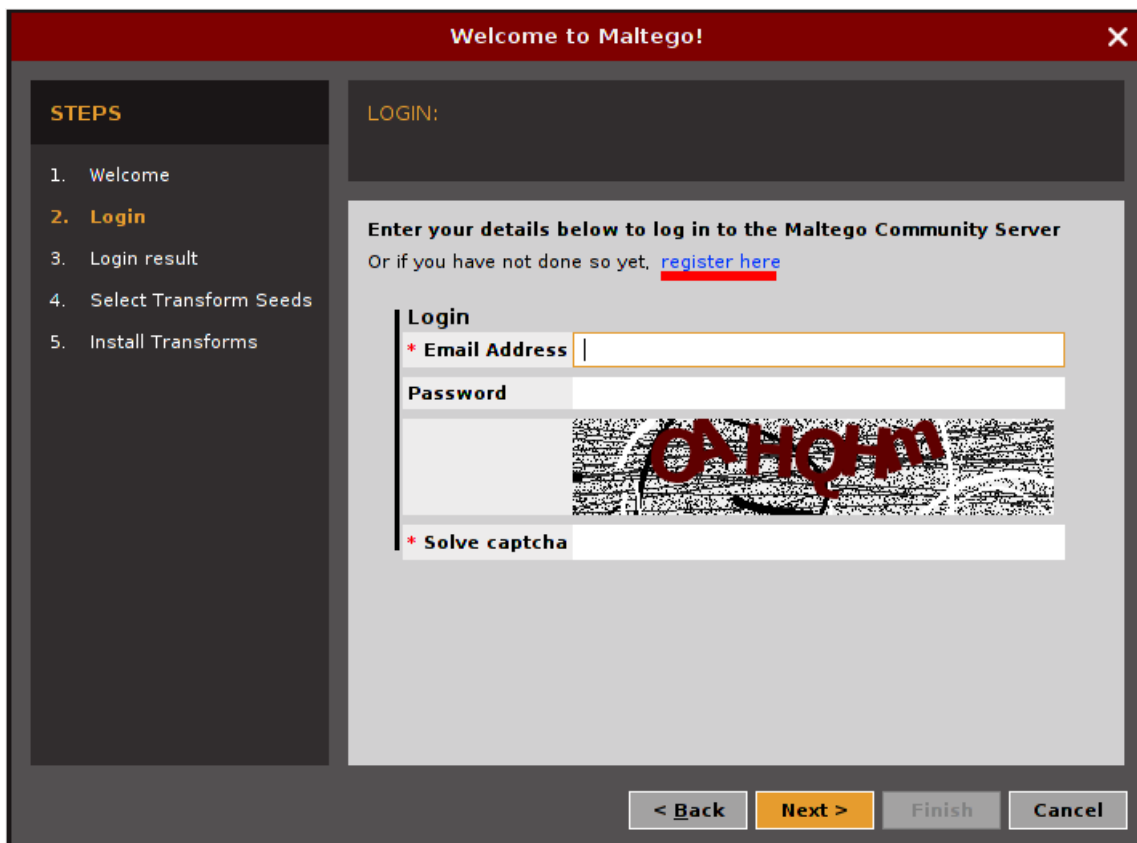 Welcome to Maltego!
STEPS
1. Welcome
2. Login
3. Login result
4. Select Transform Seeds
5. Install Transforms
LOGIN:
Enter your details below to log in to the Maltego Community Server
Or if you have not done so yet, register here
Login
* Email Address
Password
* Solve captcha
< Back
Next >
Finish
Cancel